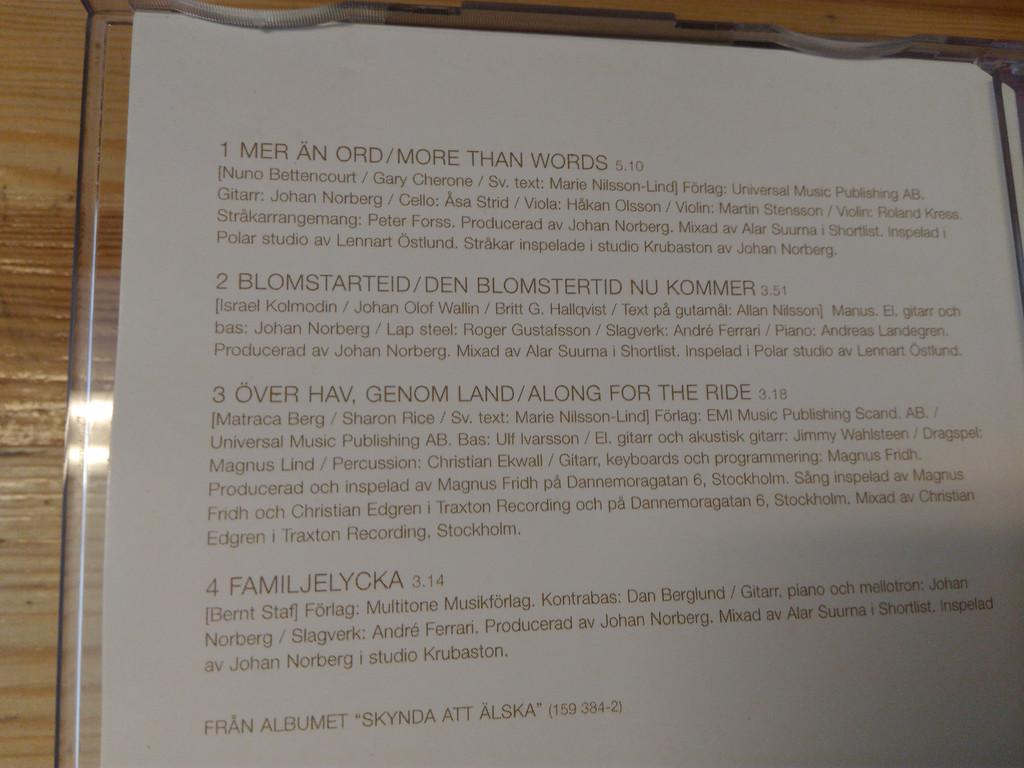 1 MER ÄN ORD/MORE THAN WORDS 5.10
[Nuno Bettencourt / Gary Cherone / Sv. text: Marie Nilsson-Lind] Förlag: Universal Music Publishing AB.
Gitarr: Johan Norberg / Cello: Åsa Strid / Viola: Håkan Olsson / Violin: Martin Stensson / Violin: Roland Kress.
Stråkarrangemang: Peter Forss. Producerad av Johan Norberg. Mixad av Alar Suurna i Shortlist. Inspelad i
Polar studio av Lennart Östlund. Stråkar inspelade i studio Krubaston av Johan Norberg.
2 BLOMSTARTEID/DEN BLOMSTERTID NU KOMMER 3.51
[Israel Kolmodin / Johan Olof Wallin / Britt G. Hallqvist / Text på gutamål: Allan Nilsson] Manus. El. gitarr och
bas: Johan Norberg / Lap steel: Roger Gustafsson / Slagverk: André Ferrari / Piano: Andreas Landegren.
Producerad av Johan Norberg. Mixad av Alar Suurna i Shortlist. Inspelad i Polar studio av Lennart Östlund.
3 ÖVER HAV, GENOM LAND/ALONG FOR THE RIDE 3.18
[Matraca Berg / Sharon Rice / Sv. text: Marie Nilsson-Lind] Förlag: EMI Music Publishing Scand. AB. /
Universal Music Publishing AB. Bas: Ulf Ivarsson / El. gitarr och akustisk gitarr: Jimmy Wahlsteen / Dragspel:
Magnus Lind / Percussion: Christian Ekwall / Gitarr, keyboards och programmering: Magnus Fridh.
Producerad och inspelad av Magnus Fridh på Dannemoragatan 6, Stockholm. Sång inspelad av Magnus
Fridh och Christian Edgren i Traxton Recording och på Dannemoragatan 6, Stockholm. Mixad av Christian
Edgren i Traxton Recording, Stockholm.
4 FAMILJELYCKA 3.14
[Bernt Staf] Förlag: Multitone Musikförlag. Kontrabas: Dan Berglund / Gitarr, piano och mellotron: Johan
Norberg / Slagverk: André Ferrari. Producerad av Johan Norberg. Mixad av Alar Suurna i Shortlist. Inspelad
av Johan Norberg i studio Krubaston.
FRÅN ALBUMET “SKYNDA ATT ÄLSKA” (159 384-2)